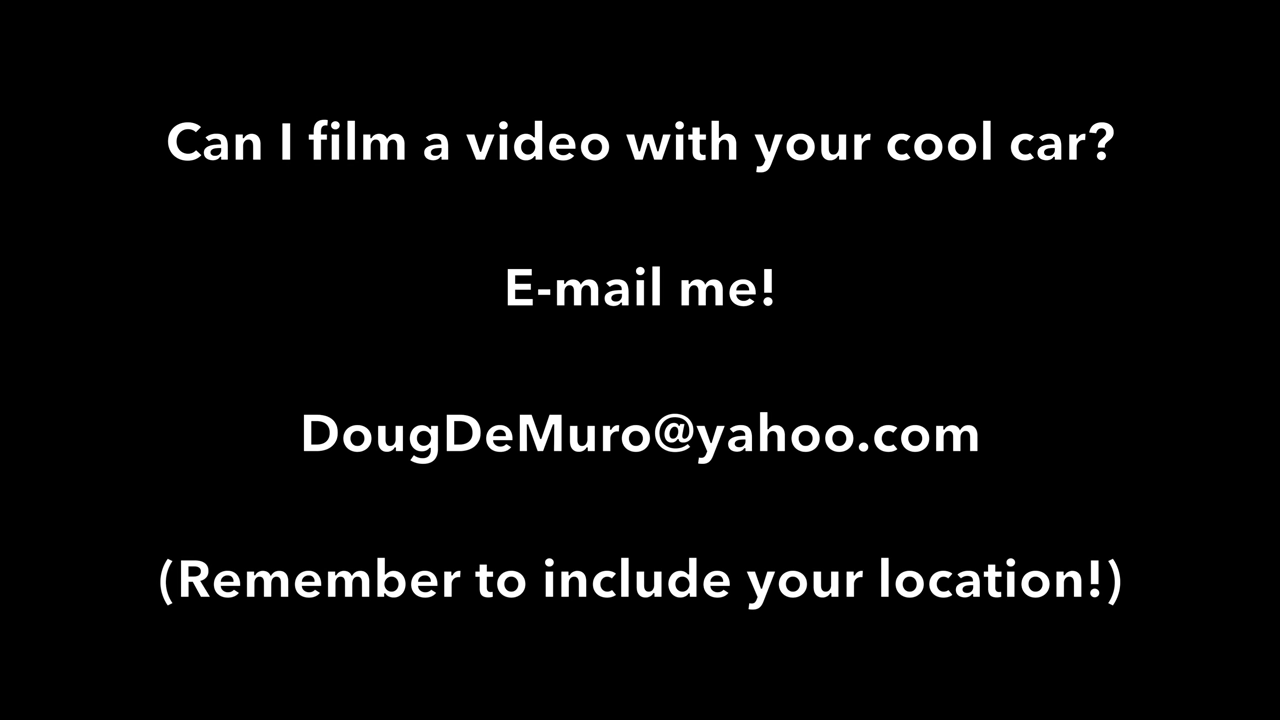 Can I film a video with your cool car?
E-mail me!
DougDeMuro@yahoo.com
(Remember to include your location!)